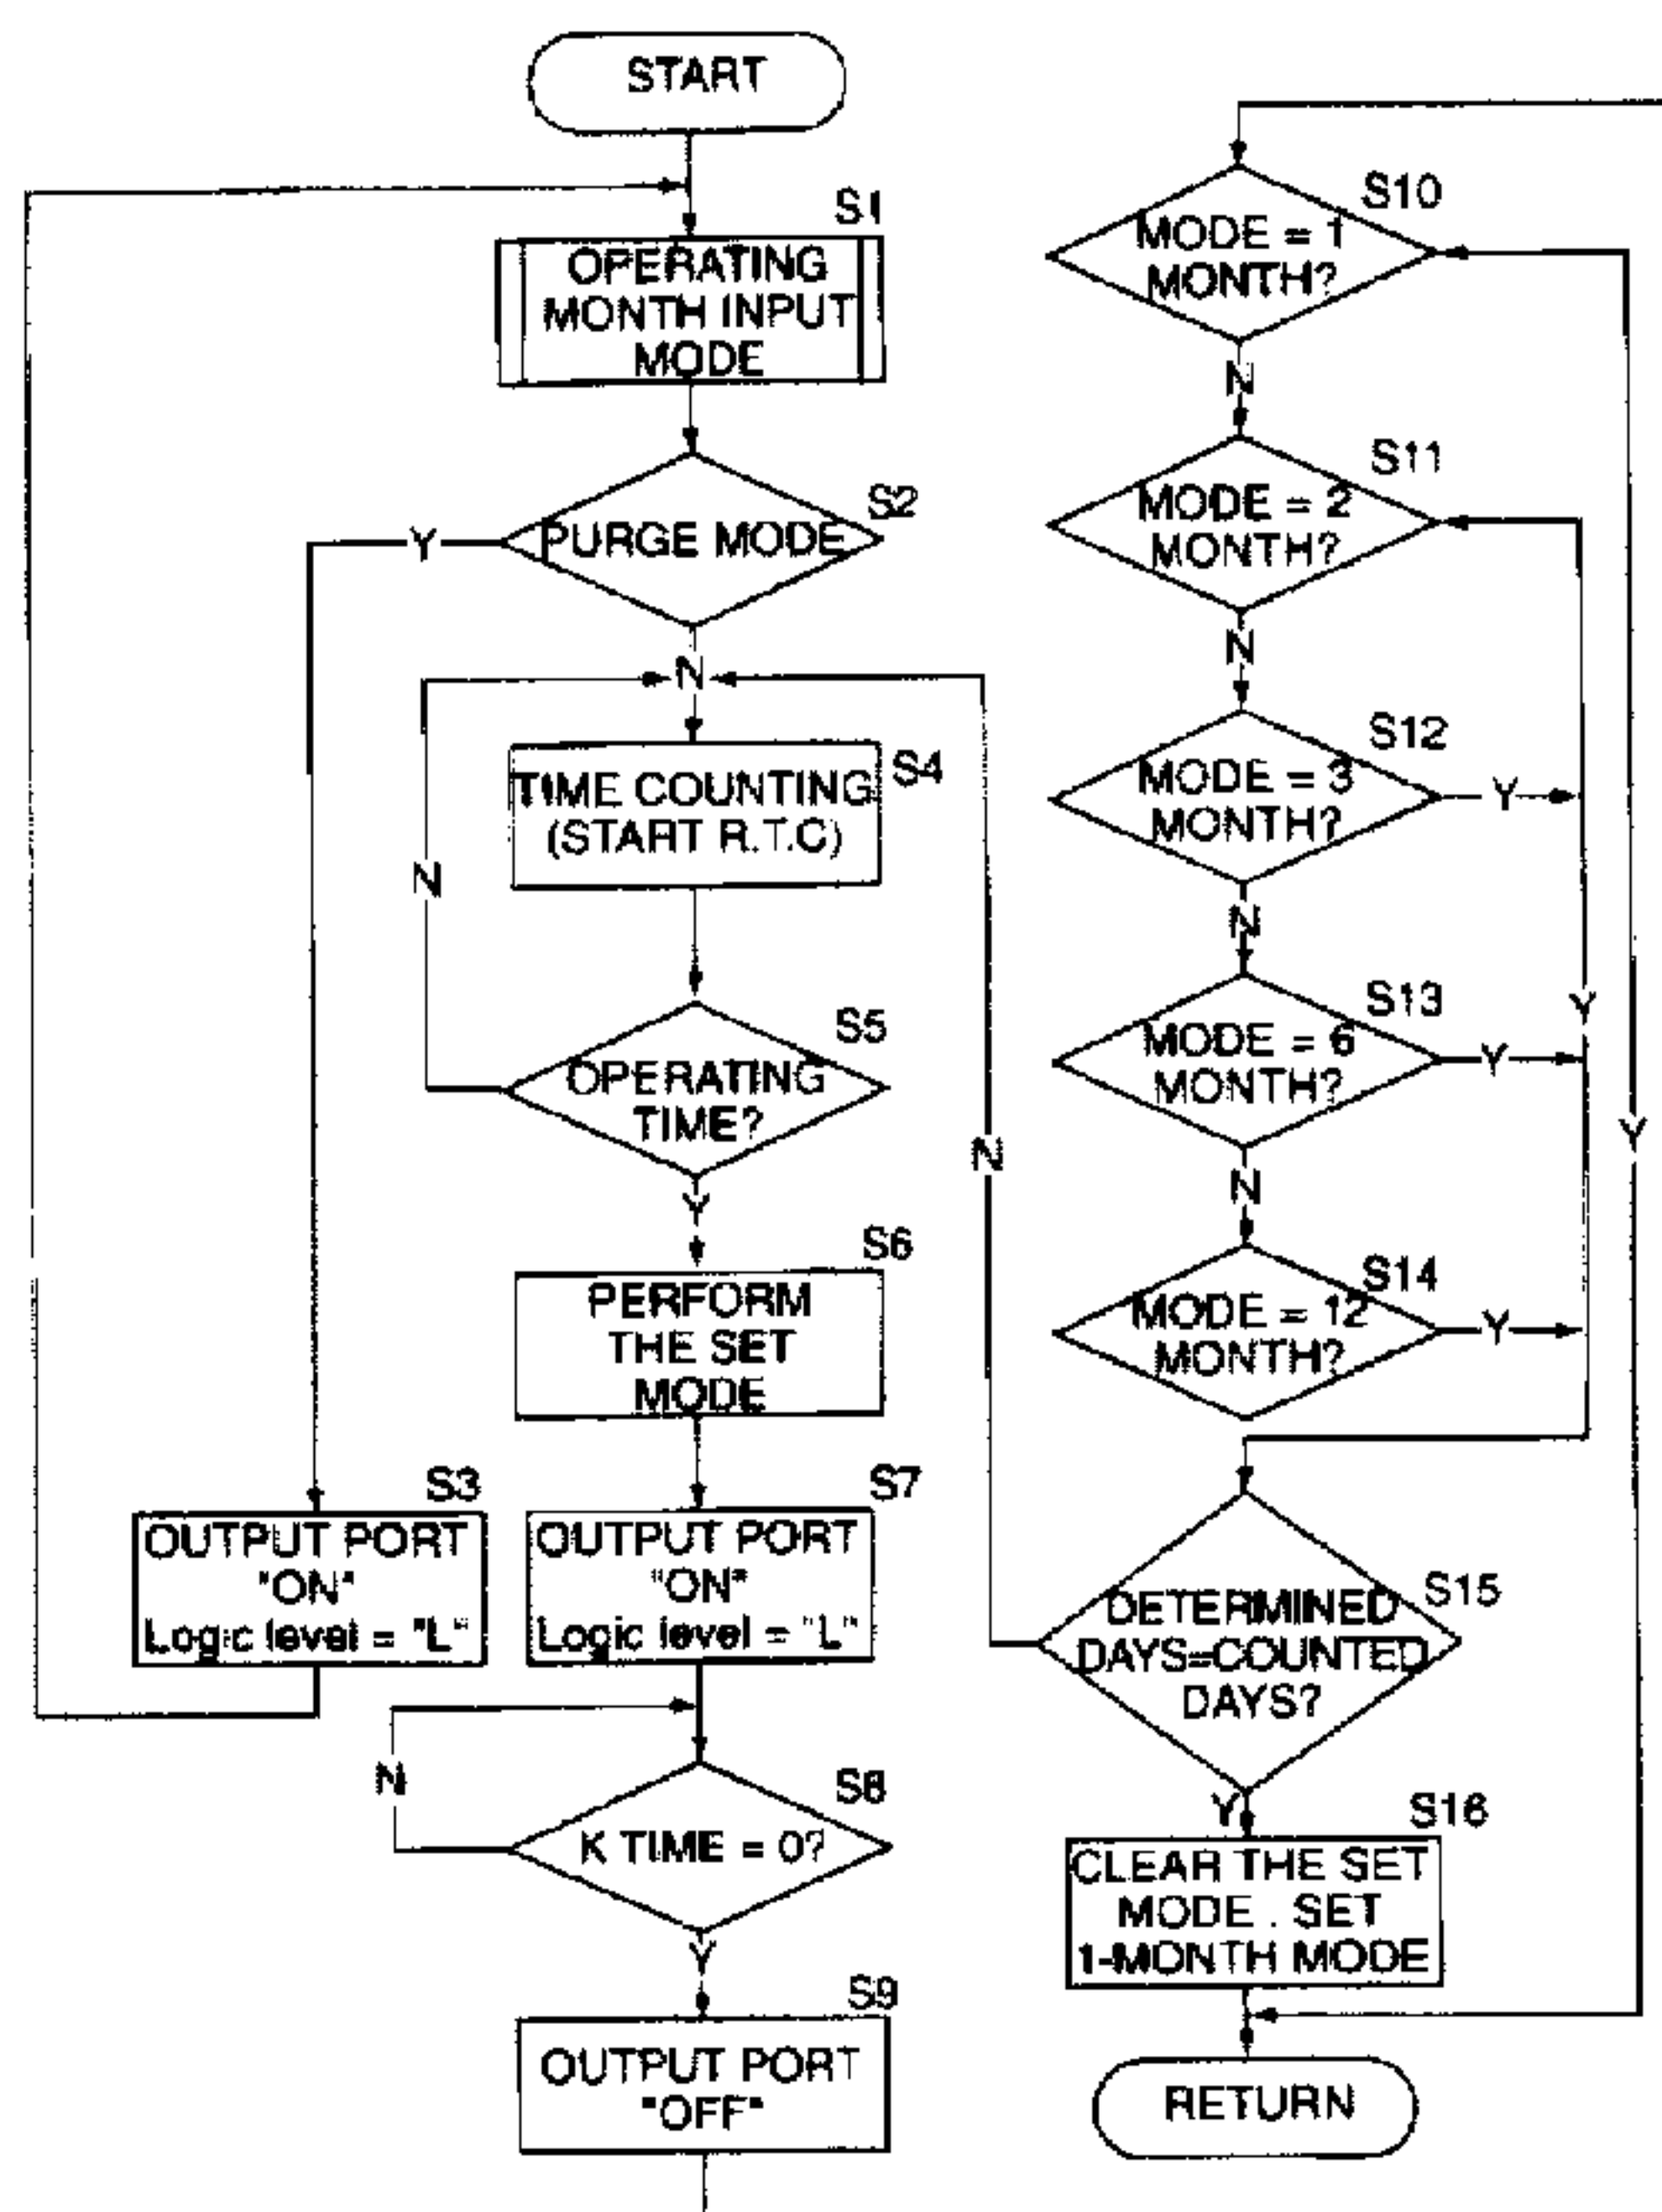 START
S1
OPERATING
MONTH INPUT
MODE
S2
PURGE MODE
Y
N
S4
TIME COUNTING
(START R.T.C)
N
S5
OPERATING
TIME?
Y
S6
PERFORM
THE SET
MODE
S3
OUTPUT PORT
"ON"
Logic level = "L"
S7
OUTPUT PORT
"ON"
Logic level = "L"
N
S8
K TIME = 0?
Y
S9
OUTPUT PORT
"OFF"
S10
MODE = 1
MONTH?
N
S11
MODE = 2
MONTH?
N
S12
MODE = 3
MONTH?
Y
N
S13
MODE = 6
MONTH?
Y
Y
Y
N
S14
MODE = 12
MONTH?
Y
N
S15
DETERMINED
DAYS=COUNTED
DAYS?
Y
S16
CLEAR THE SET
MODE . SET
1-MONTH MODE
RETURN